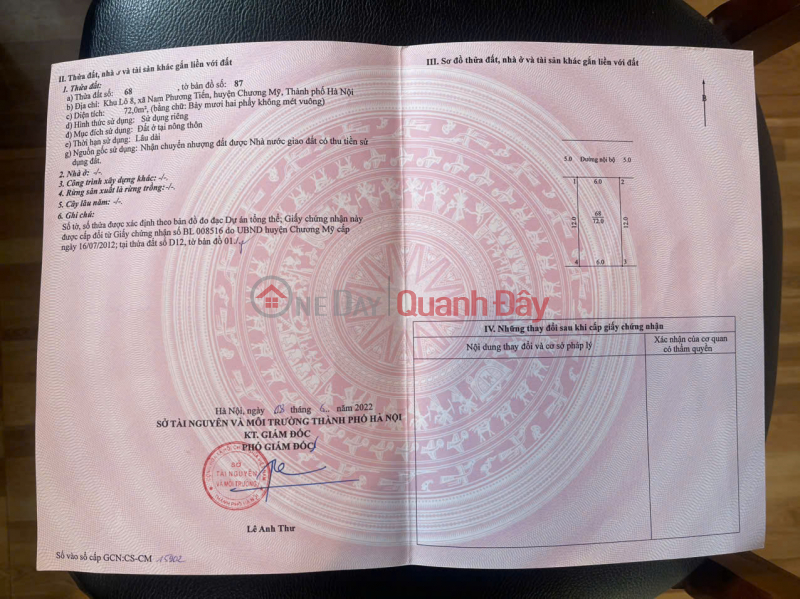 II. Thửa đất, nhà ở và tài sản khác gắn liền với đất
1. Thửa đất:
a) Thửa đất số: 68 , tờ bản đồ số: 87
b) Địa chỉ: Khu Lô 8, xã Nam Phương Tiến, huyện Chương Mỹ, Thành phố Hà Nội
c) Diện tích: 72,0m², (bằng chữ: Bảy mươi hai phẩy không mét vuông)
d) Hình thức sử dụng: Sử dụng riêng
đ) Mục đích sử dụng: Đất ở tại nông thôn
e) Thời hạn sử dụng: Lâu dài
g) Nguồn gốc sử dụng: Nhận chuyển nhượng đất được Nhà nước giao đất có thu tiền sử
dụng đất.
2. Nhà ở: -/-.
3. Công trình xây dựng khác: -/-.
4. Rừng sản xuất là rừng trồng:-/-.
5. Cây lâu năm: -/-.
6. Ghi chú:
Số tờ, số thửa được xác định theo bản đồ đo đạc Dự án tổng thể; Giấy chứng nhận này
được cấp đổi từ Giấy chứng nhận số BL 008516 do UBND huyện Chương Mỹ cấp
ngày 16/07/2012; tại thửa đất số D12, tờ bản đồ 01./.
Hà Nội, ngày tháng 6 năm 2022
SỞ TÀI NGUYÊN VÀ MÔI TRƯỜNG THÀNH PHỐ HÀ NỘI
KT. GIÁM ĐỐC
PHÓ GIÁM ĐỐC
SỞ
TÀI NGUYÊN
VÀ MÔI TRƯỜNG
Lê Anh Thư
Số vào sổ cấp GCN:CS-CM 15902
III. Sơ đồ thửa đất, nhà ở và tài sản khác gắn liền với đất
B
5.0 Đường nội bộ 5.0
1 6.0 2
12.0 68 12.0
72.0
4 6.0 3
IV. Những thay đổi sau khi cấp giấy chứng nhận
Nội dung thay đổi và cơ sở pháp lý
Xác nhận của cơ quan
có thẩm quyền
ONE DAY Quanh Đây